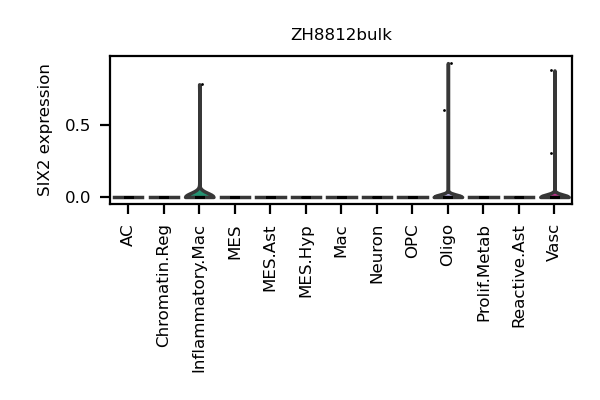 ZH8812bulk
SIX2 expression
0.5
0.0
AC
Chromatin.Reg
Inflammatory.Mac
MES
MES.Ast
MES.Hyp
Mac
Neuron
OPC
Oligo
Prolif.Metab
Reactive.Ast
Vasc